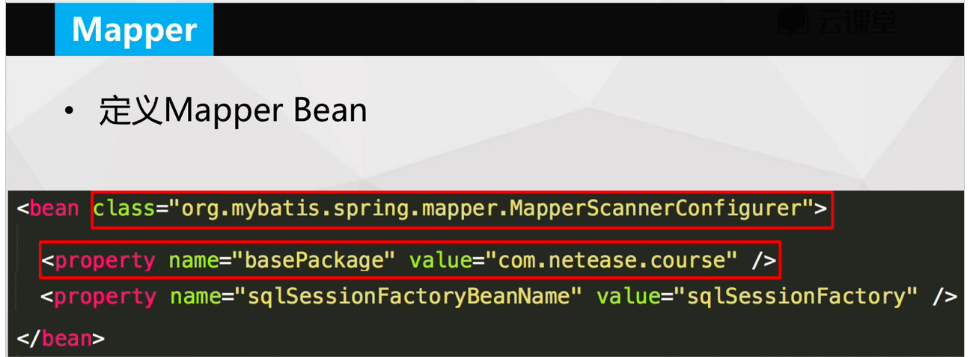 Mapper
云课堂
• 定义Mapper Bean
<bean class="org.mybatis.spring.mapper.MapperScannerConfigurer">
<property name="basePackage" value="com.netease.course" />
<property name="sqlSessionFactoryBeanName" value="sqlSessionFactory" />
</bean>